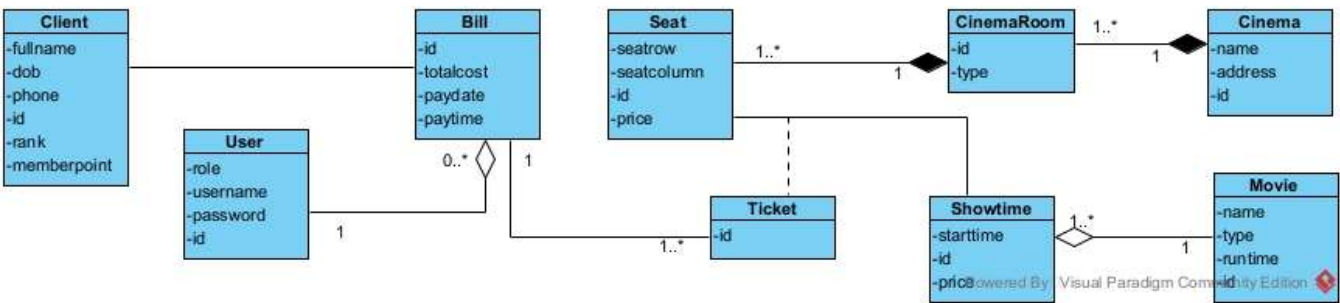 Client
-fullname
-dob
-phone
-id
-rank
-memberpoint
User
-role
-username
-password
-id
1
Bill
-id
-totalcost
-paydate
-paytime
0..*
1
1..*
Ticket
-id
Seat
-seatrow
-seatcolumn
-id
-price
1..*
1
CinemaRoom
-id
-type
1..*
1
Cinema
-name
-address
-id
Showtime
-starttime
-id
-price
1..*
1
Movie
-name
-type
-runtime
-id
Powered By Visual Paradigm Community Edition